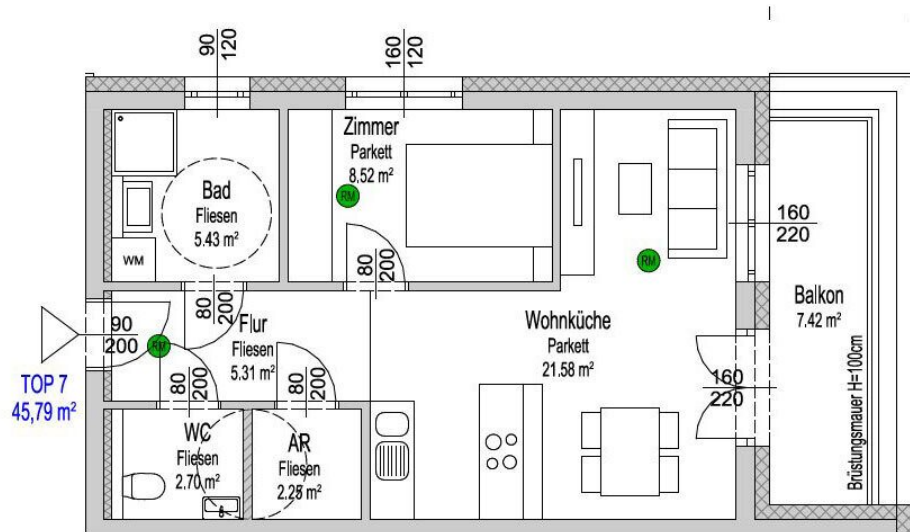 90
120
160
120
Zimmer
Parkett
8.52 m²
RM
Bad
Fliesen
5.43 m²
WM
80
200
80
200
RM
160
220
Balkon
7.42 m²
Wohnküche
Parkett
21.58 m²
Flur
Fliesen
5.31 m²
90
200
RM
TOP 7
45,79 m²
80
200
80
200
160
220
WC
Fliesen
2.70 m²
AR
Fliesen
2.25 m²
Brüstungsmauer H=100cm